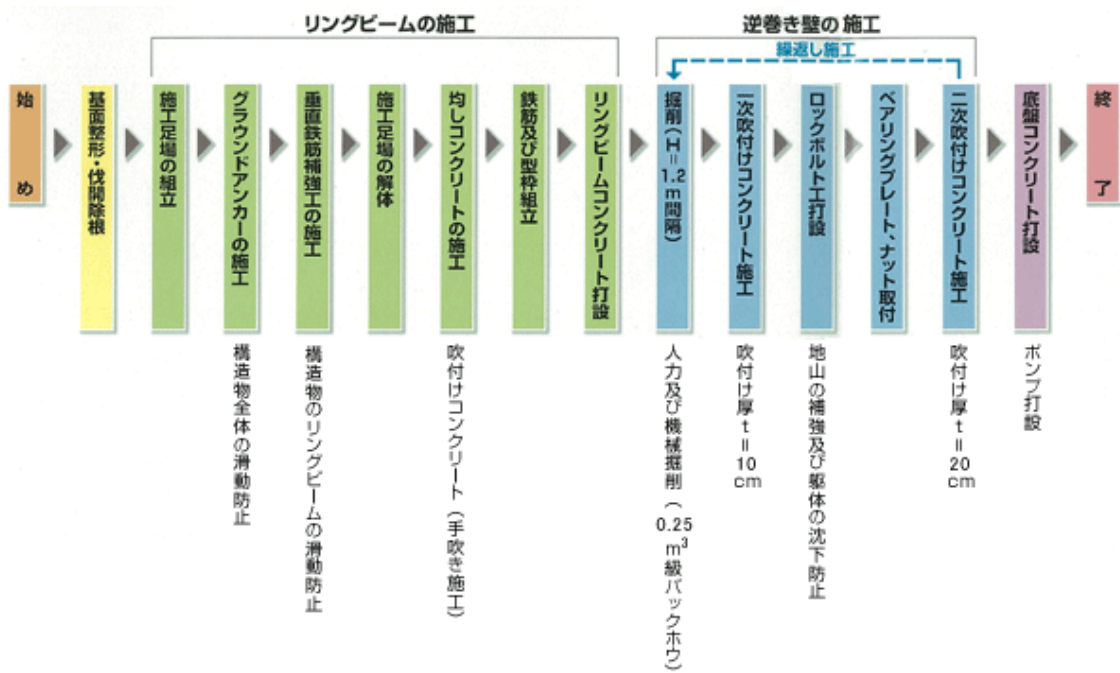 リングビームの施工
逆巻き壁の施工
繰返し施工
始め
基面整形・伐開除根
施工足場の組立
グラウンドアンカーの施工
構造物全体の滑動防止
垂直鉄筋補強工の施工
構造物のリングビームの滑動防止
施工足場の解体
均しコンクリートの施工
吹付けコンクリート(手吹き施工)
鉄筋及び型枠組立
リングビームコンクリート打設
掘削(H=1.2m間隔)
人力及び機械掘削(0.25m³級バックホウ)
一次吹付けコンクリート施工
吹付け厚t=10cm
ロックボルト工打設
地山の補強及び躯体の沈下防止
ベアリングプレート、ナット取付
二次吹付けコンクリート施工
吹付け厚t=20cm
底盤コンクリート打設
ポンプ打設
終了